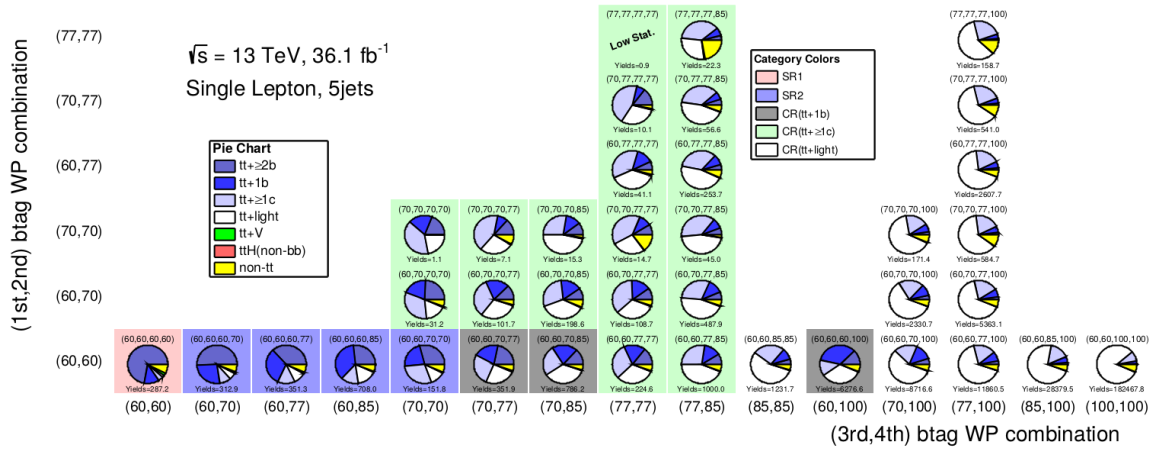 (1st,2nd) btag WP combination
√s = 13 TeV, 36.1 fb⁻¹
Single Lepton, 5jets
Pie Chart
tt+≥2b
tt+1b
tt+≥1c
tt+light
tt+V
ttH(non-bb)
non-tt
Category Colors
SR1
SR2
CR(tt+1b)
CR(tt+≥1c)
CR(tt+light)
(77,77)
(77,77,77,77)
Low Stat.
Yields=0.9
(77,77,77,85)
Yields=22.3
(77,77,77,100)
Yields=158.7
(70,77)
(70,77,77,77)
Yields=10.1
(70,77,77,85)
Yields=56.6
(70,77,77,100)
Yields=541.0
(60,77)
(60,77,77,77)
Yields=41.1
(60,77,77,85)
Yields=253.7
(60,77,77,100)
Yields=2607.7
(70,70)
(70,70,70,70)
Yields=1.1
(70,70,70,77)
Yields=7.1
(70,70,70,85)
Yields=15.3
(70,70,77,77)
Yields=14.7
(70,70,77,85)
Yields=45.0
(70,70,70,100)
Yields=171.4
(70,70,77,100)
Yields=584.7
(60,70)
(60,70,70,70)
Yields=31.2
(60,70,70,77)
Yields=101.7
(60,70,70,85)
Yields=198.6
(60,70,77,77)
Yields=108.7
(60,70,77,85)
Yields=487.9
(60,70,70,100)
Yields=2330.7
(60,70,77,100)
Yields=5363.1
(60,60)
(60,60,60,60)
Yields=287.2
(60,60,60,70)
Yields=312.9
(60,60,60,77)
Yields=351.3
(60,60,60,85)
Yields=708.0
(60,60,70,70)
Yields=151.8
(60,60,70,77)
Yields=351.9
(60,60,70,85)
Yields=786.2
(60,60,77,77)
Yields=224.6
(60,60,77,85)
Yields=1000.0
(60,60,85,85)
Yields=1231.7
(60,60,60,100)
Yields=6276.6
(60,60,70,100)
Yields=8716.6
(60,60,77,100)
Yields=11860.5
(60,60,85,100)
Yields=28379.5
(60,60,100,100)
Yields=182467.8
(60,60)
(60,70)
(60,77)
(60,85)
(70,70)
(70,77)
(70,85)
(77,77)
(77,85)
(85,85)
(60,100)
(70,100)
(77,100)
(85,100)
(100,100)
(3rd,4th) btag WP combination